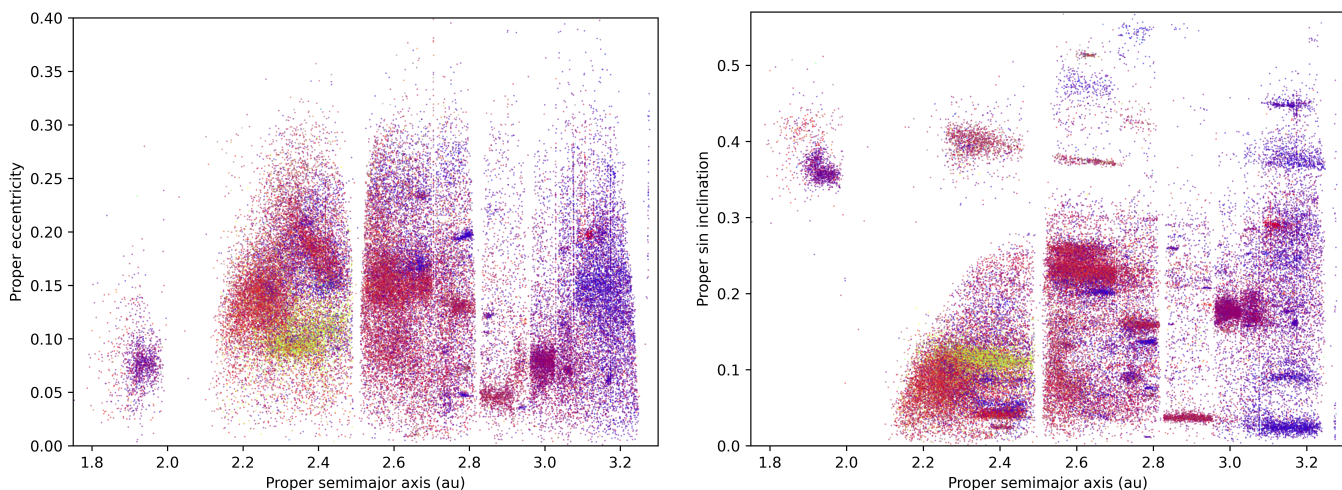 0.40
0.35
0.30
0.25
0.20
0.15
0.10
0.05
0.00
Proper eccentricity
1.8 2.0 2.2 2.4 2.6 2.8 3.0 3.2
Proper semimajor axis (au)
0.5
0.4
0.3
0.2
0.1
0.0
Proper sin inclination
1.8 2.0 2.2 2.4 2.6 2.8 3.0 3.2
Proper semimajor axis (au)